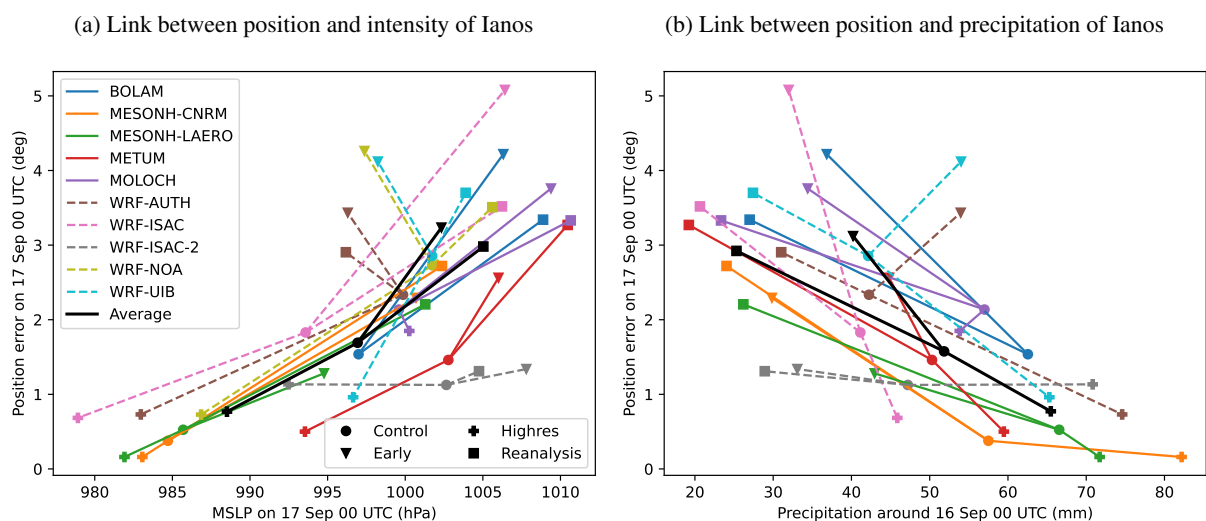 (a) Link between position and intensity of Ianos
5
4
3
2
1
0
Position error on 17 Sep 00 UTC (deg)
BOLAM
MESONH-CNRM
MESONH-LAERO
METUM
MOLOCH
WRF-AUTH
WRF-ISAC
WRF-ISAC-2
WRF-NOA
WRF-UIB
Average
Control Highres
Early Reanalysis
980 985 990 995 1000 1005 1010
MSLP on 17 Sep 00 UTC (hPa)
(b) Link between position and precipitation of Ianos
5
4
3
2
1
0
Position error on 17 Sep 00 UTC (deg)
20 30 40 50 60 70 80
Precipitation around 16 Sep 00 UTC (mm)